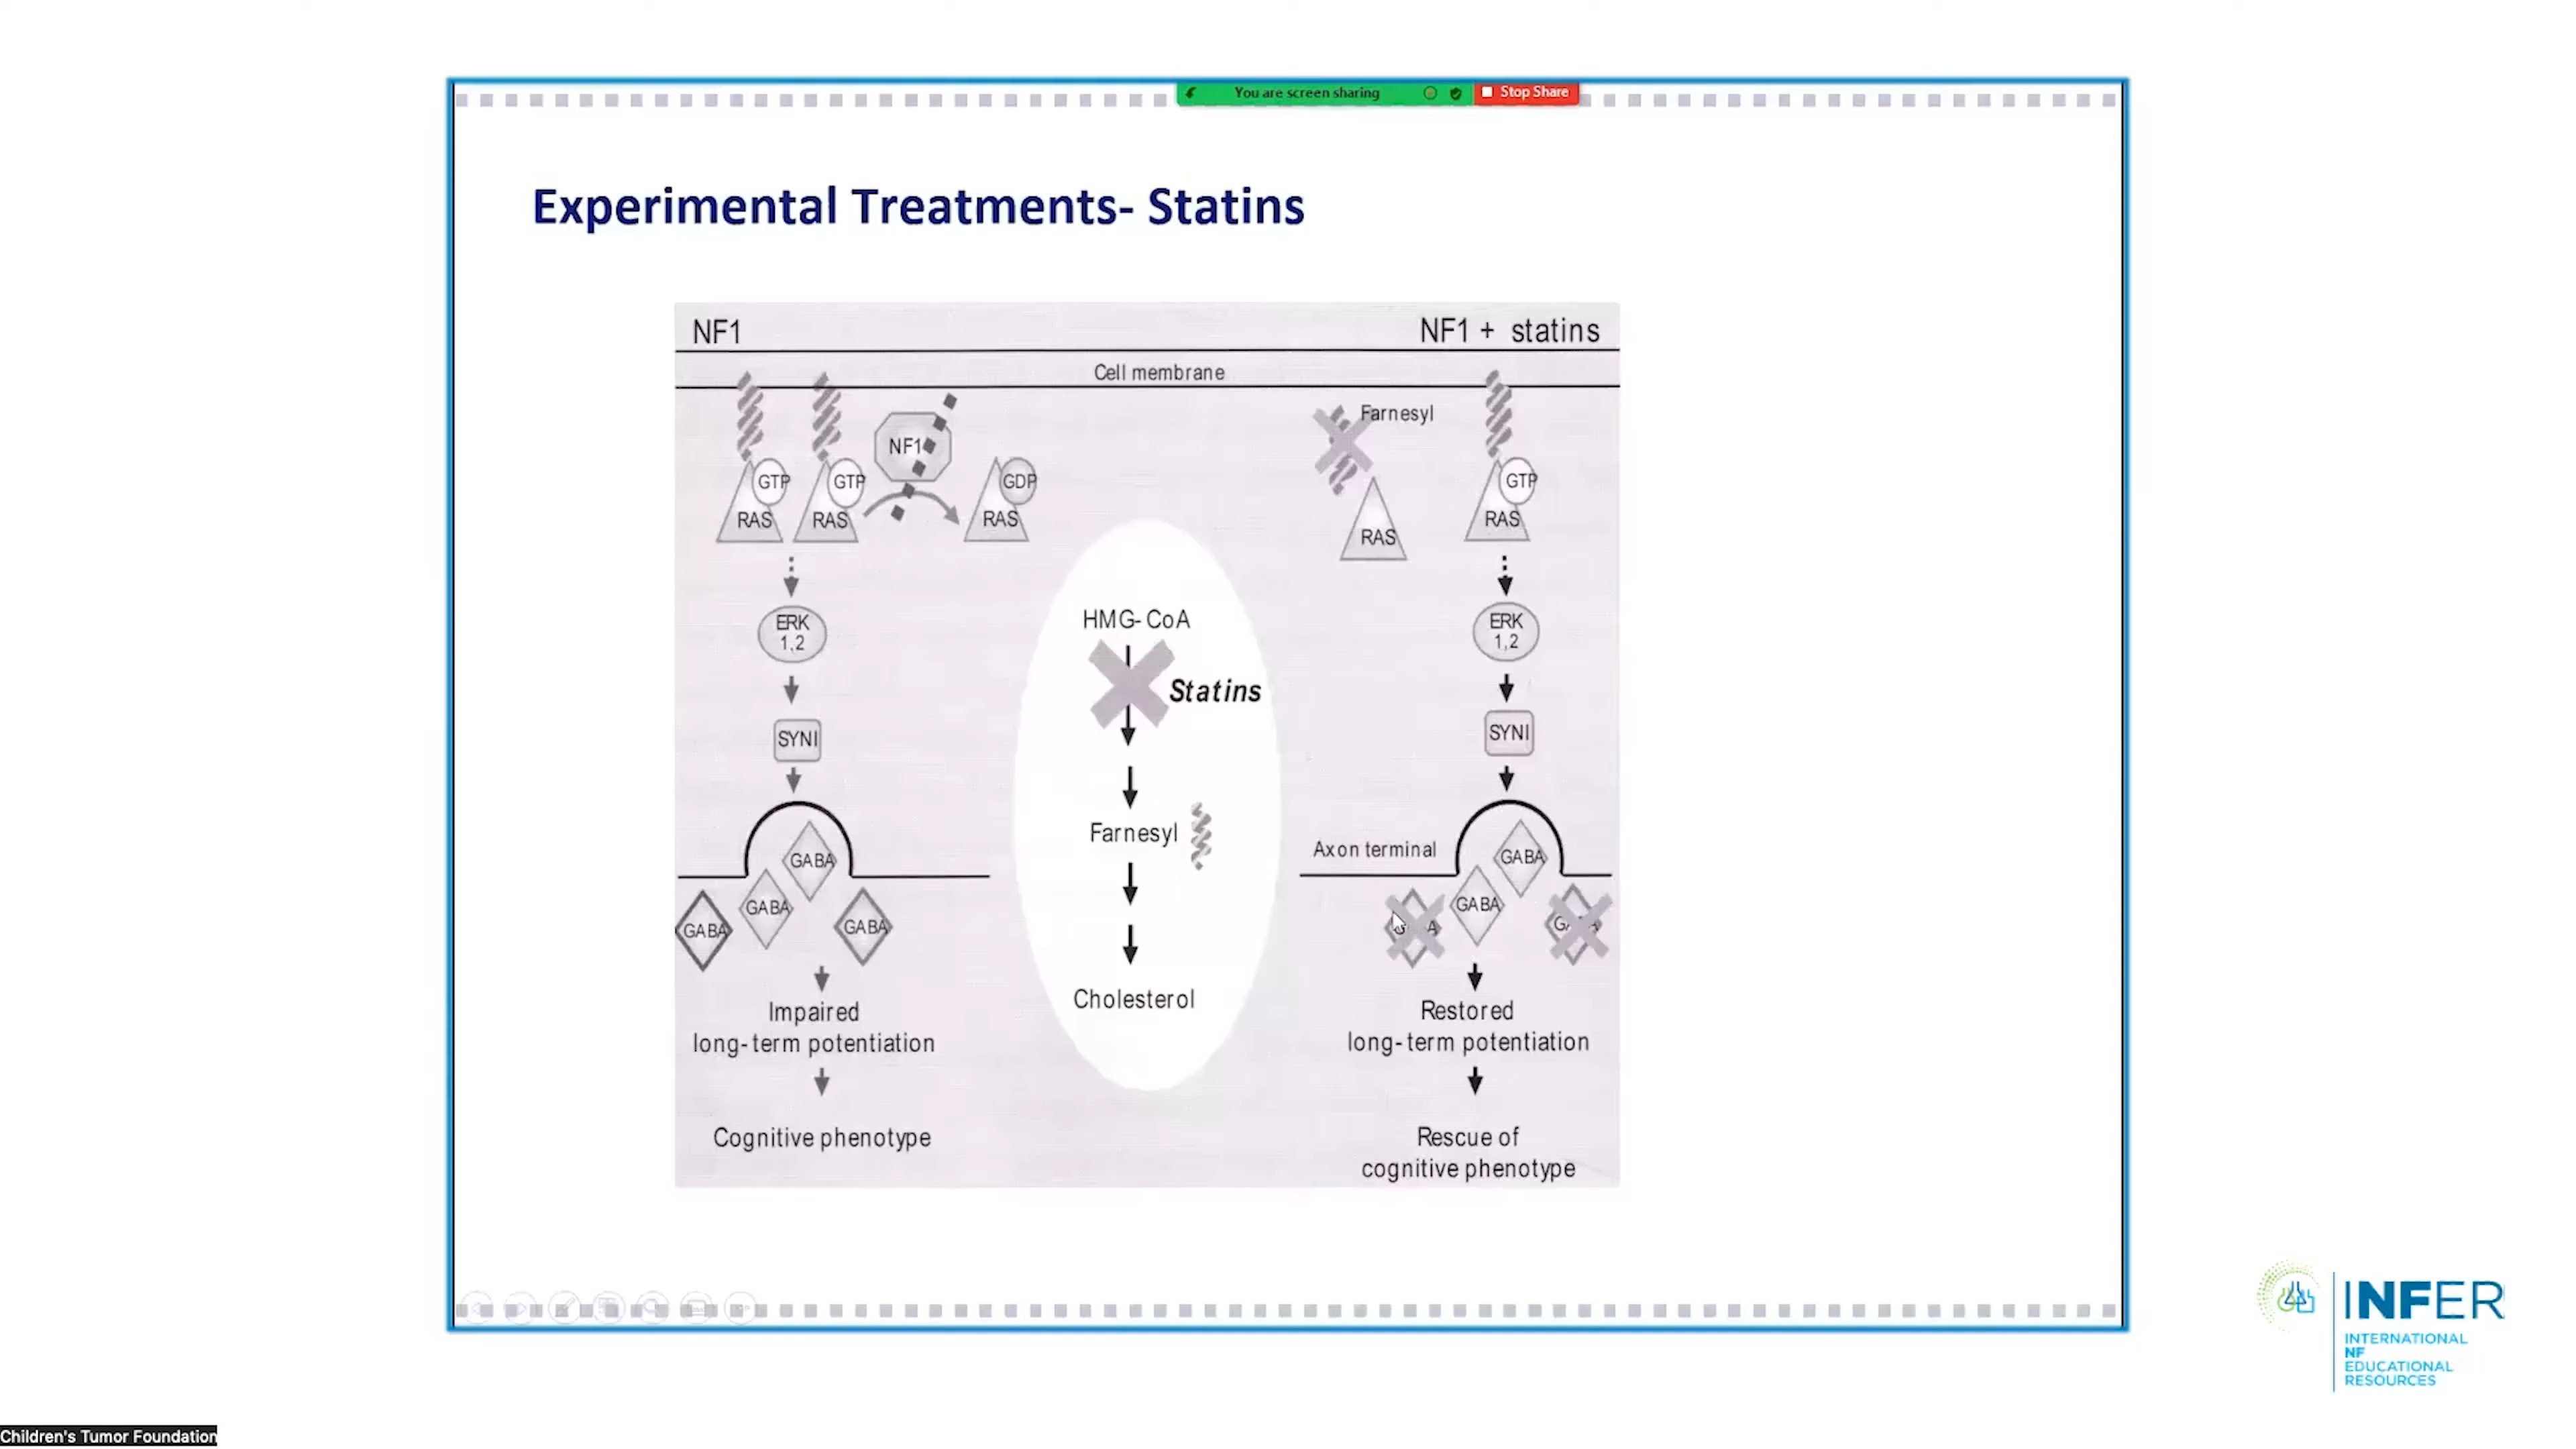 You are screen sharing
Stop Share
Experimental Treatments- Statins
NF1
NF1 + statins
Cell membrane
Farnesyl
NF1
GTP
GTP
GDP
GTP
RAS
RAS
RAS
RAS
RAS
ERK
1,2
HMG-CoA
ERK
1,2
Statins
SYNI
SYNI
Farnesyl
GABA
GABA
GABA
GABA
Axon terminal
GABA
GABA
Impaired
long-term potentiation
Cholesterol
Restored
long-term potentiation
Cognitive phenotype
Rescue of
cognitive phenotype
INFER
INTERNATIONAL
NF
EDUCATIONAL
RESOURCES
Children's Tumor Foundation